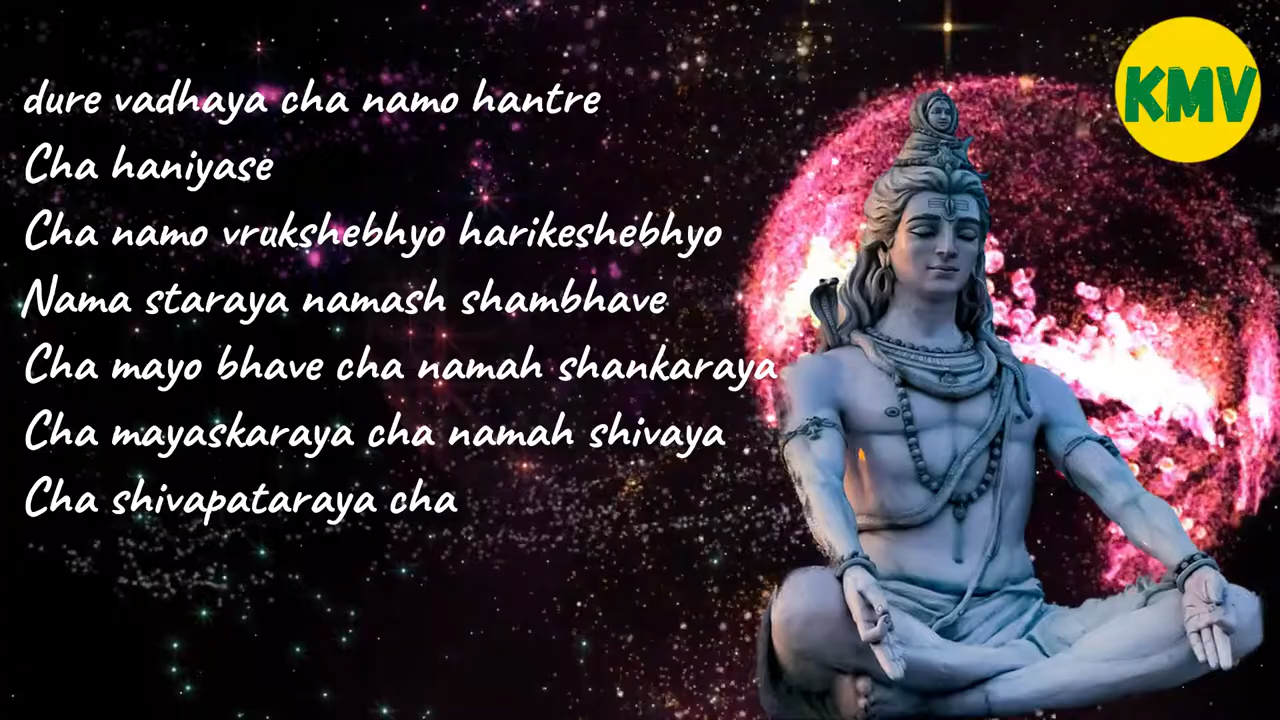 dure vadhaya cha namo hantre
Cha haniyase
Cha namo vrukshebhyo harikeshebhyo
Nama staraya namash shambhave
Cha mayo bhave cha namah shankaraya
Cha mayaskaraya cha namah shivaya
Cha shivapataraya cha
KMV